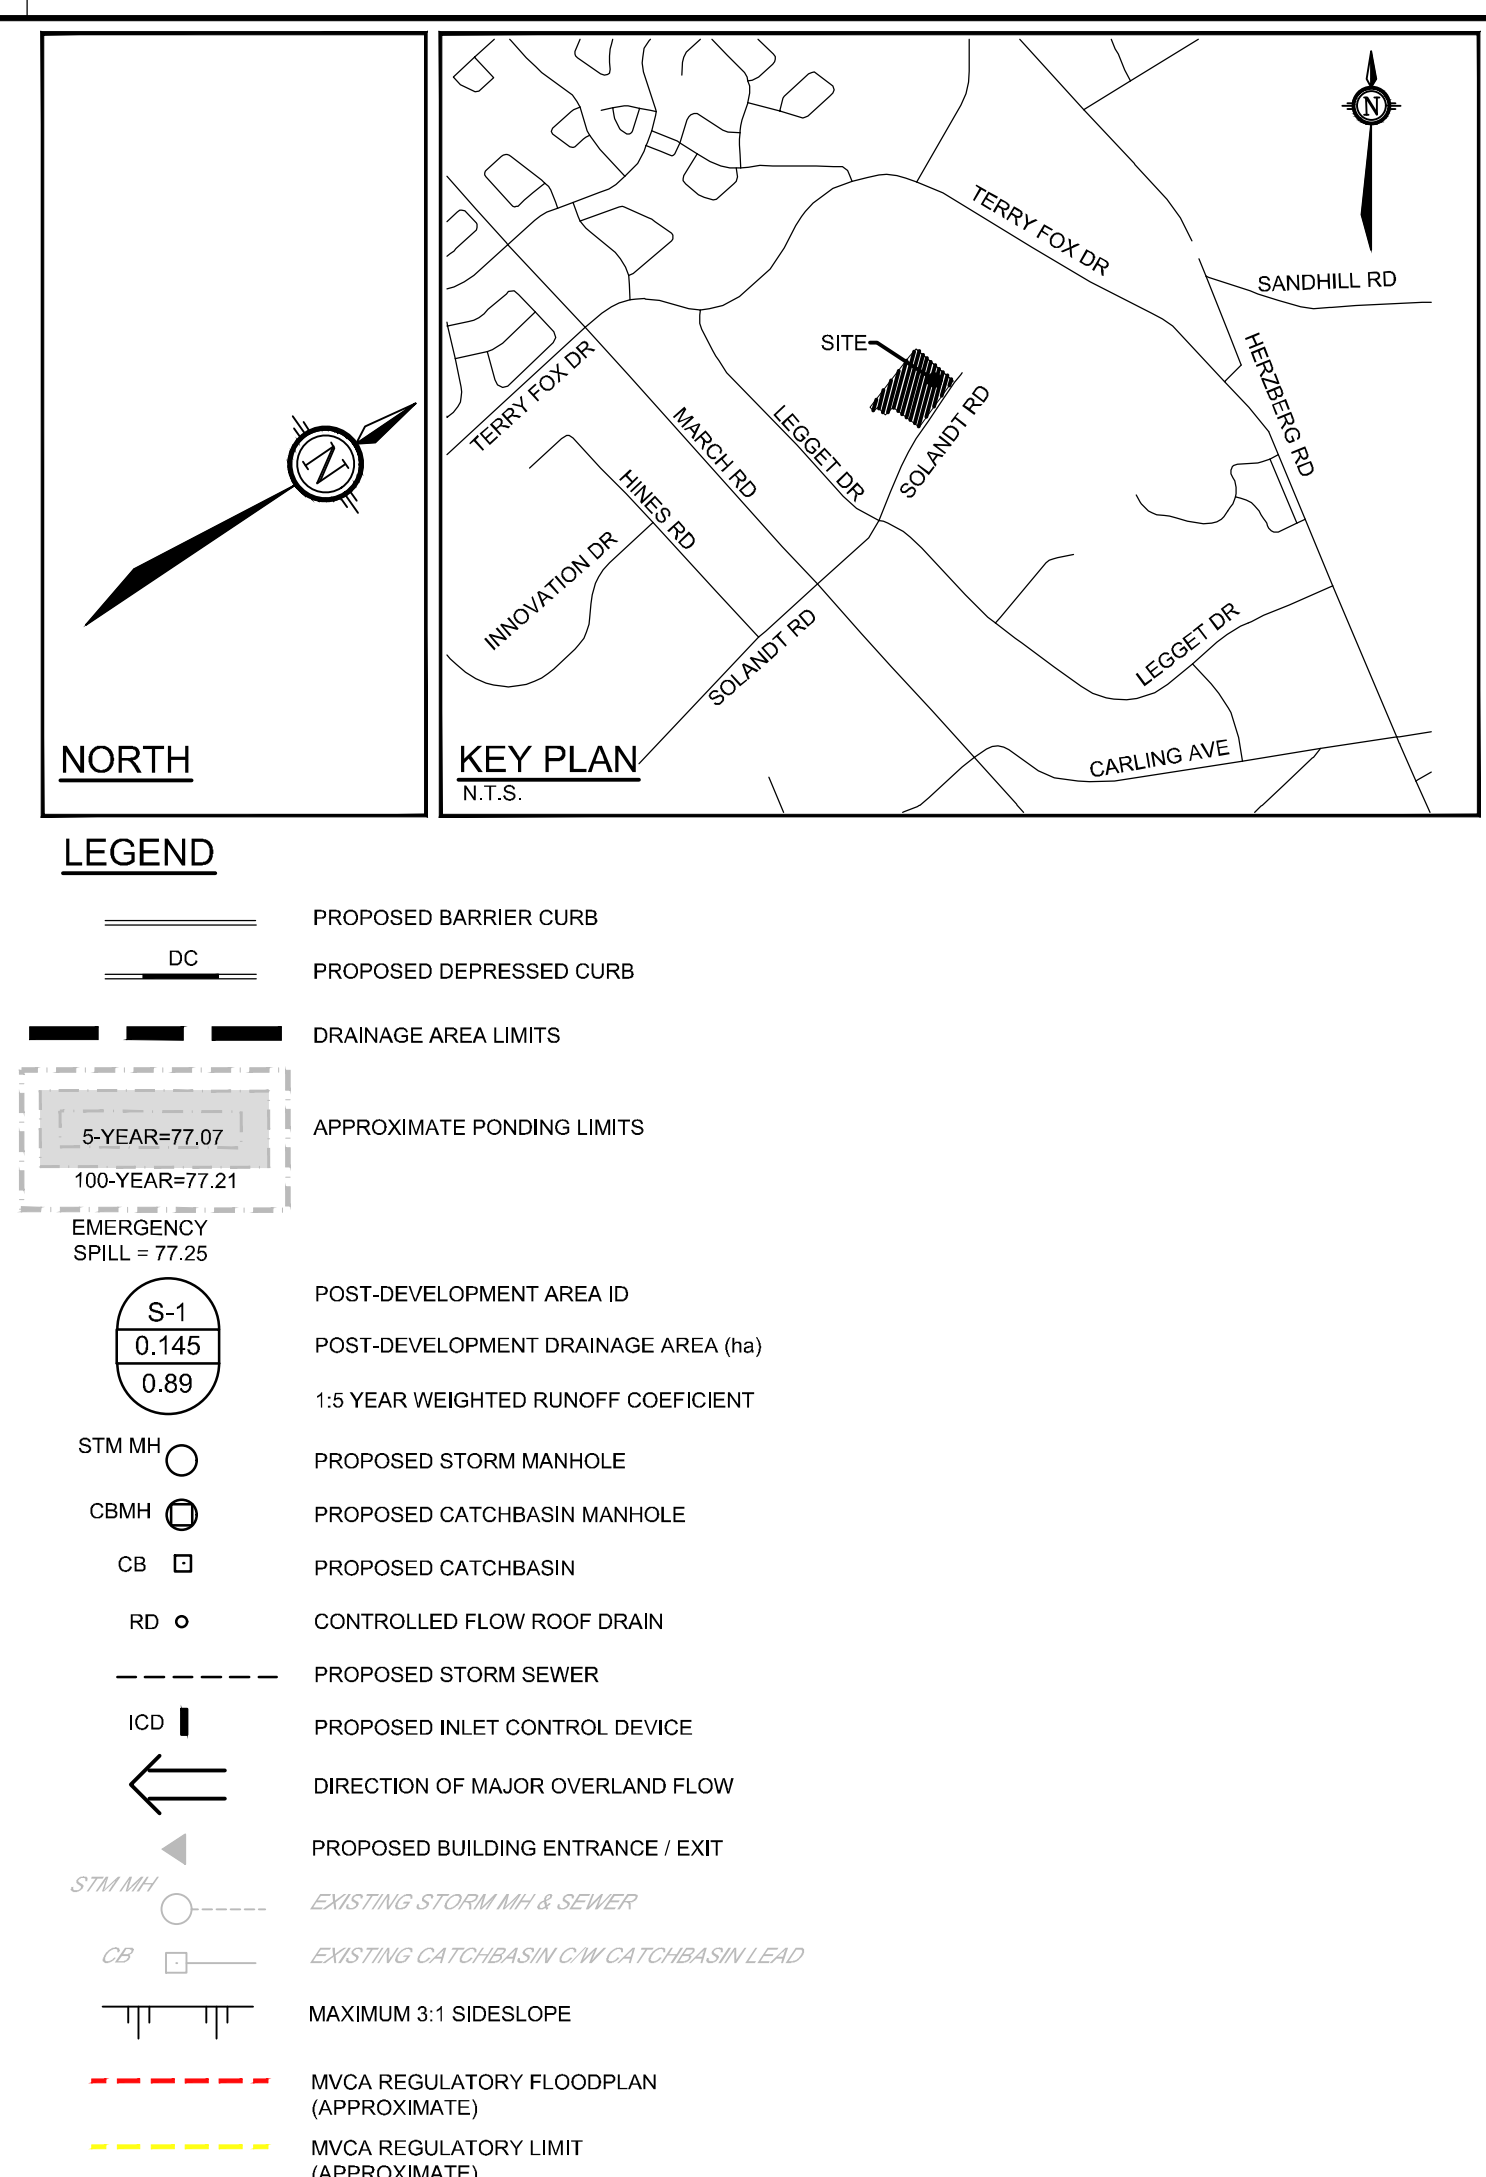 N
NORTH
N
TERRY FOX DR
SANDHILL RD
SITE
HERZBERG RD
TERRY FOX DR
MARCH RD
LEGGET DR
SOLANDT RD
HINES RD
INNOVATION DR
SOLANDT RD
LEGGET DR
CARLING AVE
KEY PLAN
N.T.S.
LEGEND
PROPOSED BARRIER CURB
DC
PROPOSED DEPRESSED CURB
DRAINAGE AREA LIMITS
5-YEAR=77.07
APPROXIMATE PONDING LIMITS
100-YEAR=77.21
EMERGENCY
SPILL = 77.25
S-1
POST-DEVELOPMENT AREA ID
0.145
POST-DEVELOPMENT DRAINAGE AREA (ha)
0.89
1:5 YEAR WEIGHTED RUNOFF COEFICIENT
STM MH
PROPOSED STORM MANHOLE
CBMH
PROPOSED CATCHBASIN MANHOLE
CB
PROPOSED CATCHBASIN
RD
CONTROLLED FLOW ROOF DRAIN
PROPOSED STORM SEWER
ICD
PROPOSED INLET CONTROL DEVICE
DIRECTION OF MAJOR OVERLAND FLOW
PROPOSED BUILDING ENTRANCE / EXIT
STM MH
EXISTING STORM MH & SEWER
CB
EXISTING CATCHBASIN C/W CATCHBASIN LEAD
MAXIMUM 3:1 SIDESLOPE
MVCA REGULATORY FLOODPLAN
(APPROXIMATE)
MVCA REGULATORY LIMIT
(APPROXIMATE)